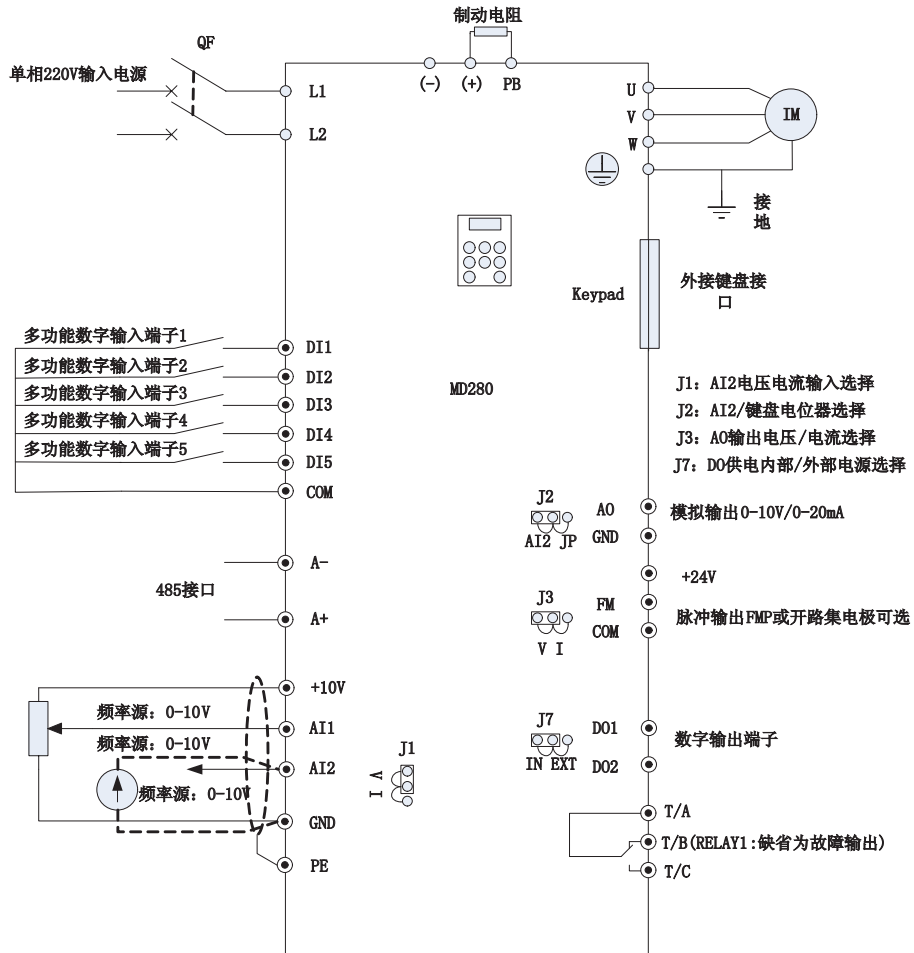 制动电阻
QF
单相220V输入电源
(-)
(+)
PB
L1
L2
U
V
W
IM
接
地
Keypad
外接键盘接
口
多功能数字输入端子1
DI1
多功能数字输入端子2
DI2
多功能数字输入端子3
DI3
多功能数字输入端子4
DI4
多功能数字输入端子5
DI5
COM
MD280
J1: AI2电压电流输入选择
J2: AI2/键盘电位器选择
J3: AO输出电压/电流选择
J7: DO供电内部/外部电源选择
J2
AI2 JP
AO
GND
模拟输出0-10V/0-20mA
A-
485接口
A+
+24V
J3
V I
FM
COM
脉冲输出FMP或开路集电极可选
+10V
频率源: 0-10V
AI1
频率源: 0-10V
AI2
频率源: 0-10V
GND
PE
J1
A
I
J7
IN EXT
DO1
DO2
数字输出端子
T/A
T/B(RELAY1:缺省为故障输出)
T/C